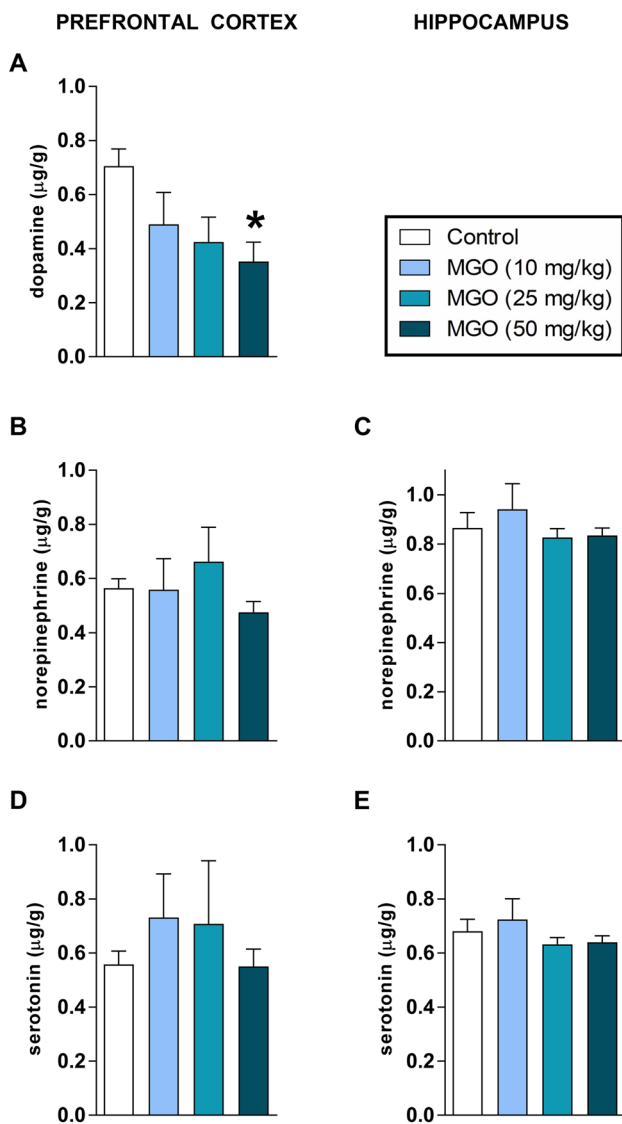 PREFRONTAL CORTEX
HIPPOCAMPUS
A
1.0
0.8
0.6
0.4
0.2
0.0
dopamine (μg/g)
*
Control
MGO (10 mg/kg)
MGO (25 mg/kg)
MGO (50 mg/kg)
B
1.0
0.8
0.6
0.4
0.2
0.0
norepinephrine (μg/g)
C
1.0
0.8
0.6
0.4
0.2
0.0
norepinephrine (μg/g)
D
1.0
0.8
0.6
0.4
0.2
0.0
serotonin (μg/g)
E
1.0
0.8
0.6
0.4
0.2
0.0
serotonin (μg/g)